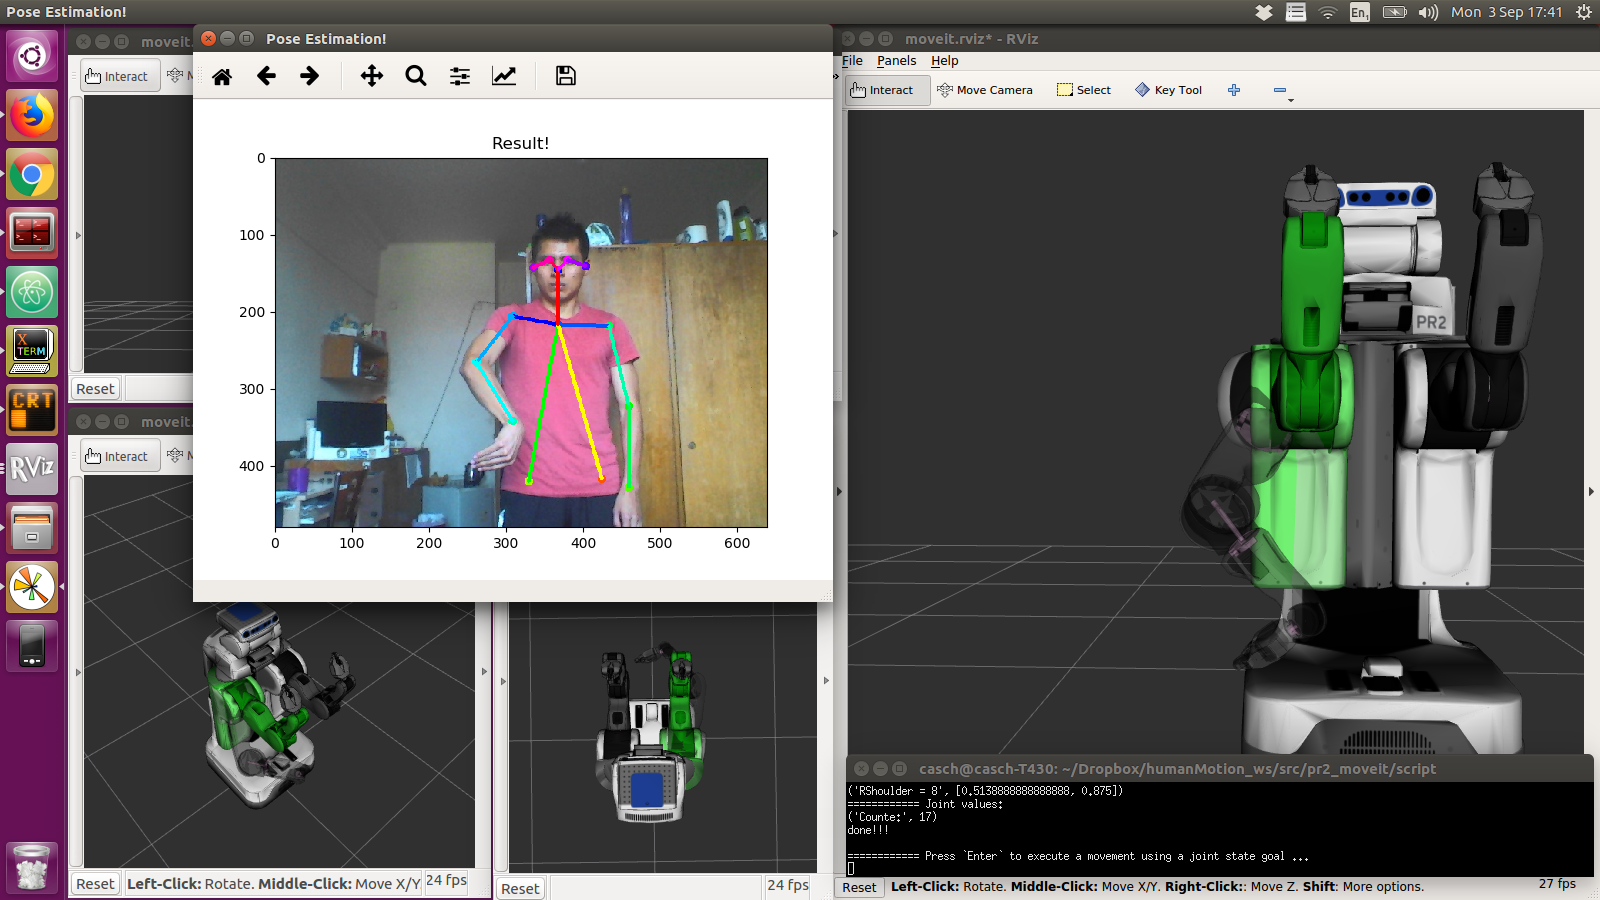 Pose Estimation!
En₁
Mon 3 Sep 17:41
moveit
Pose Estimation!
moveit.rviz* - RViz
File Panels Help
Interact
M
Interact
Move Camera
Select
Key Tool
Result!
0
100
200
300
400
0 100 200 300 400 500 600
PR2
X
TERM
CRT
RViz
Reset
moveit
Interact
M
casch@casch-T430: ~/Dropbox/humanMotion_ws/src/pr2_moveit/script
('RShoulder = 8', [0.5138888888888888, 0.875])
============ Joint values:
('Counte:', 17)
done!!!
============ Press `Enter` to execute a movement using a joint state goal ...
Reset
Left-Click: Rotate. Middle-Click: Move X/Y.
24 fps
Reset
24 fps
Reset
Left-Click: Rotate. Middle-Click: Move X/Y. Right-Click:: Move Z. Shift: More options.
27 fps